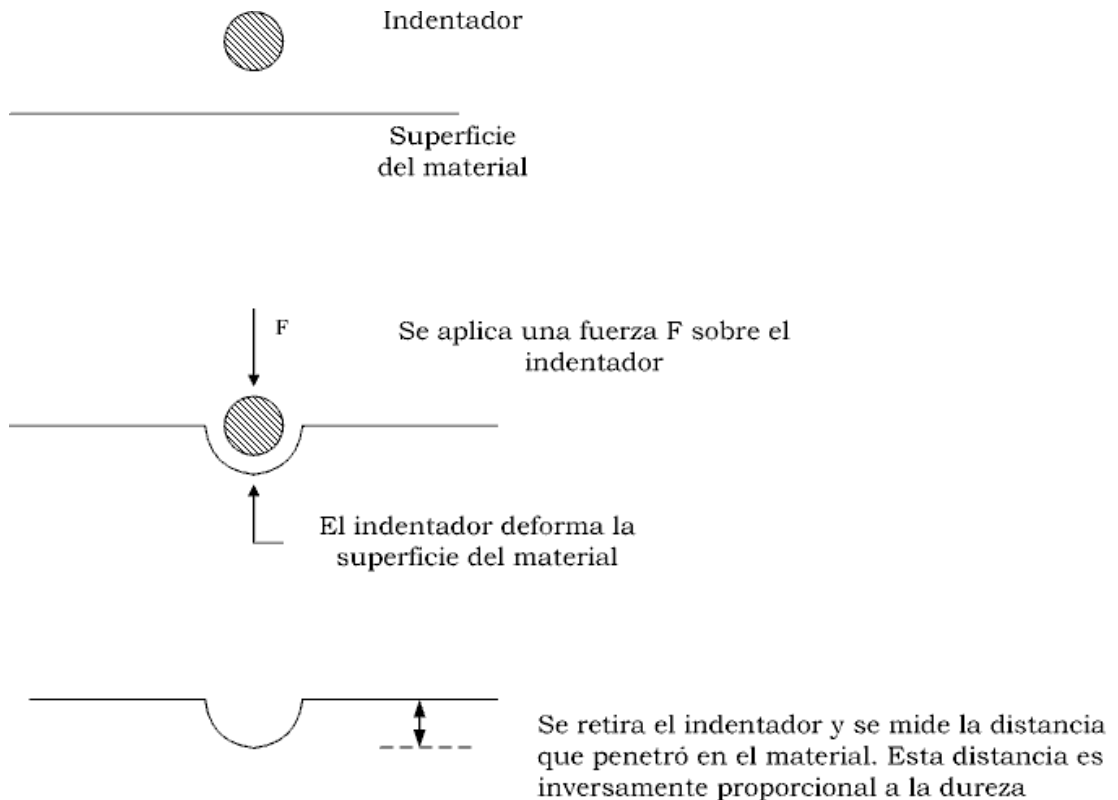 Indentador
Superficie
del material
F
Se aplica una fuerza F sobre el
indentador
El indentador deforma la
superficie del material
Se retira el indentador y se mide la distancia
que penetró en el material. Esta distancia es
inversamente proporcional a la dureza